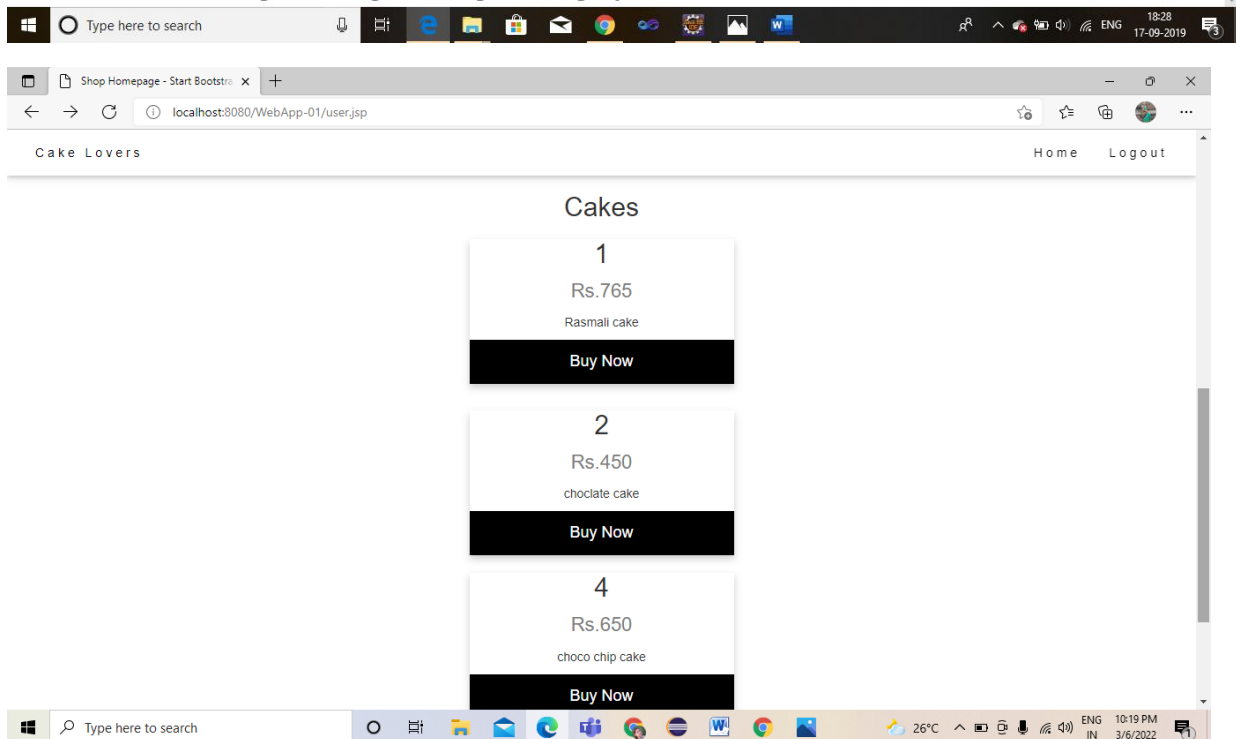 Type here to search
ENG
18:28
17-09-2019
3
Shop Homepage - Start Bootstra
localhost:8080/WebApp-01/user.jsp
Cake Lovers
Home
Logout
Cakes
1
Rs.765
Rasmali cake
Buy Now
2
Rs.450
choclate cake
Buy Now
4
Rs.650
choco chip cake
Buy Now
Type here to search
26°C
ENG
IN
10:19 PM
3/6/2022
1